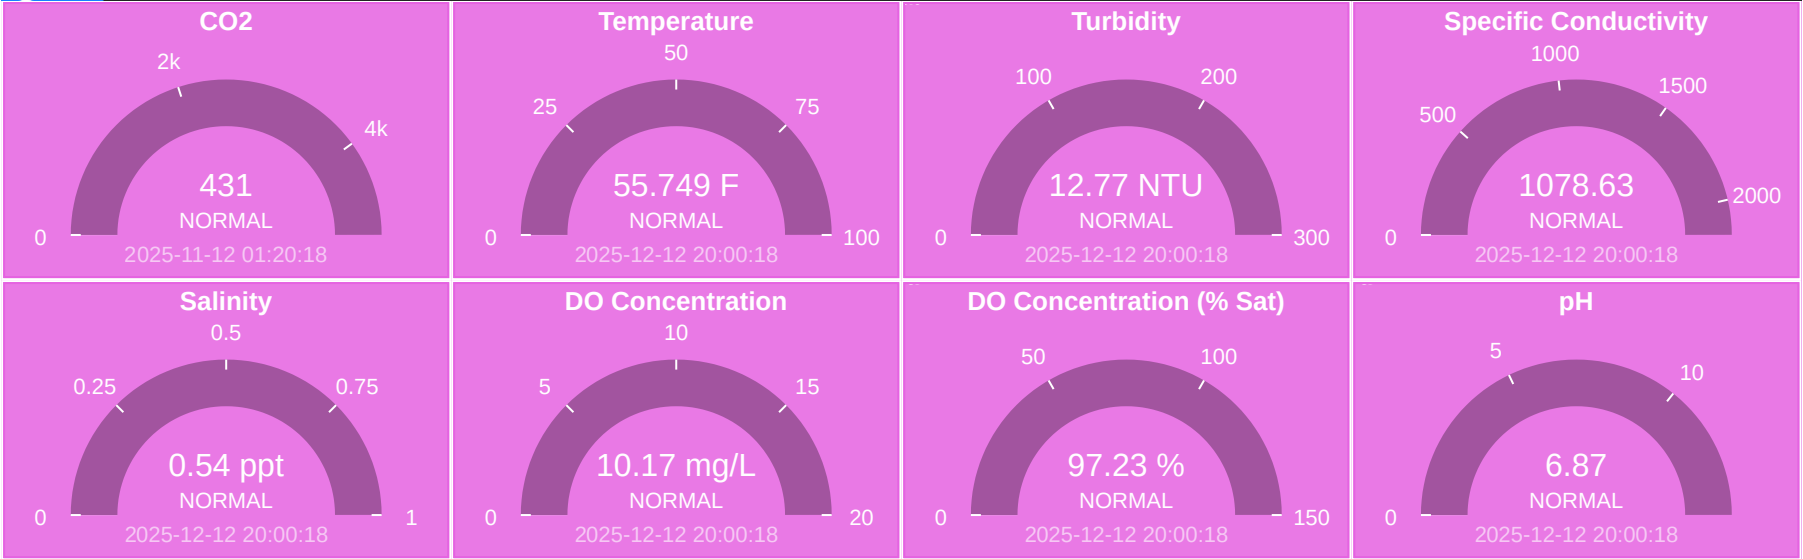 CO2
2k
4k
0
431
NORMAL
2025-11-12 01:20:18
Temperature
50
25
75
0
100
55.749 F
NORMAL
2025-12-12 20:00:18
Turbidity
100
200
0
300
12.77 NTU
NORMAL
2025-12-12 20:00:18
Specific Conductivity
1000
1500
500
2000
0
1078.63
NORMAL
2025-12-12 20:00:18
Salinity
0.5
0.25
0.75
0
1
0.54 ppt
NORMAL
2025-12-12 20:00:18
DO Concentration
10
5
15
0
20
10.17 mg/L
NORMAL
2025-12-12 20:00:18
DO Concentration (% Sat)
50
100
0
150
97.23 %
NORMAL
2025-12-12 20:00:18
pH
5
10
0
6.87
NORMAL
2025-12-12 20:00:18